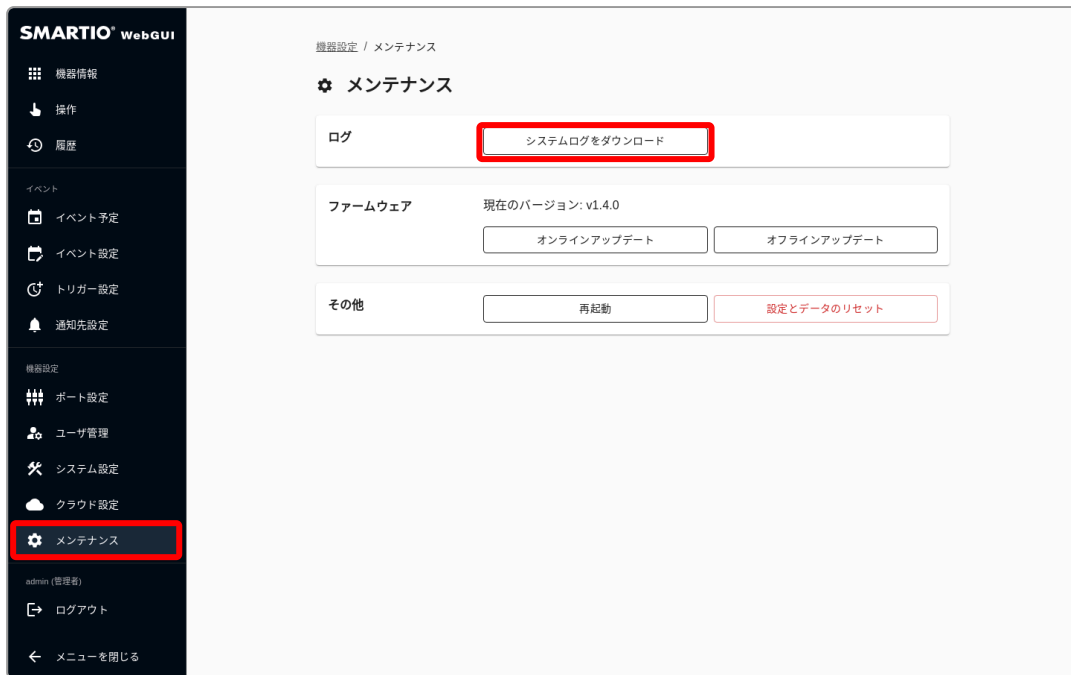 SMARTIO® WebGUI
機器情報
操作
履歴
イベント
イベント予定
イベント設定
トリガー設定
通知先設定
機器設定
ポート設定
ユーザ管理
システム設定
クラウド設定
メンテナンス
admin (管理者)
ログアウト
メニューを閉じる
機器設定 / メンテナンス
メンテナンス
ログ
システムログをダウンロード
ファームウェア
現在のバージョン: v1.4.0
オンラインアップデート
オフラインアップデート
その他
再起動
設定とデータのリセット